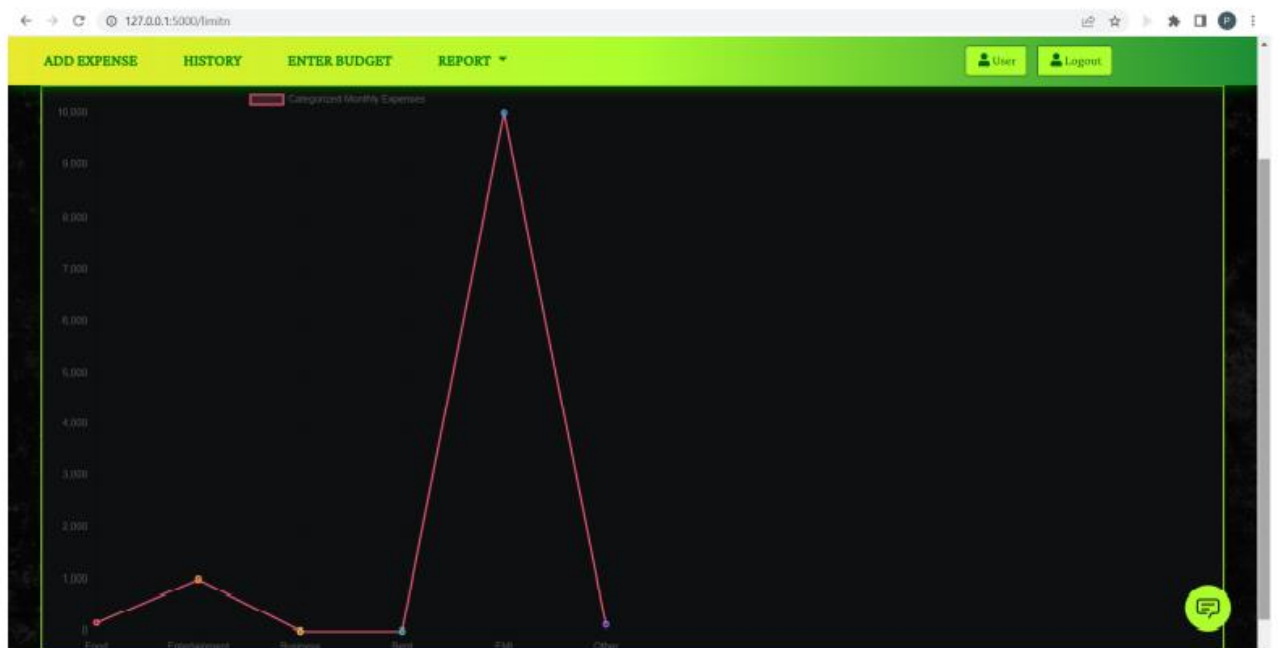 127.0.0.1:5000/limitn
P
ADD EXPENSE HISTORY ENTER BUDGET REPORT User Logout
Categorized Monthly Expenses
10,000
9,000
8,000
7,000
6,000
5,000
4,000
3,000
2,000
1,000
0
Food Entertainment Business Rent EMI Other